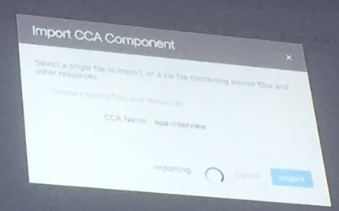 Import CCA Component
×
Select a single file to import, or a zip file containing source files and
other resources.
Delete existing files and resources
CCA Name opa-interview
Importing... Cancel Import